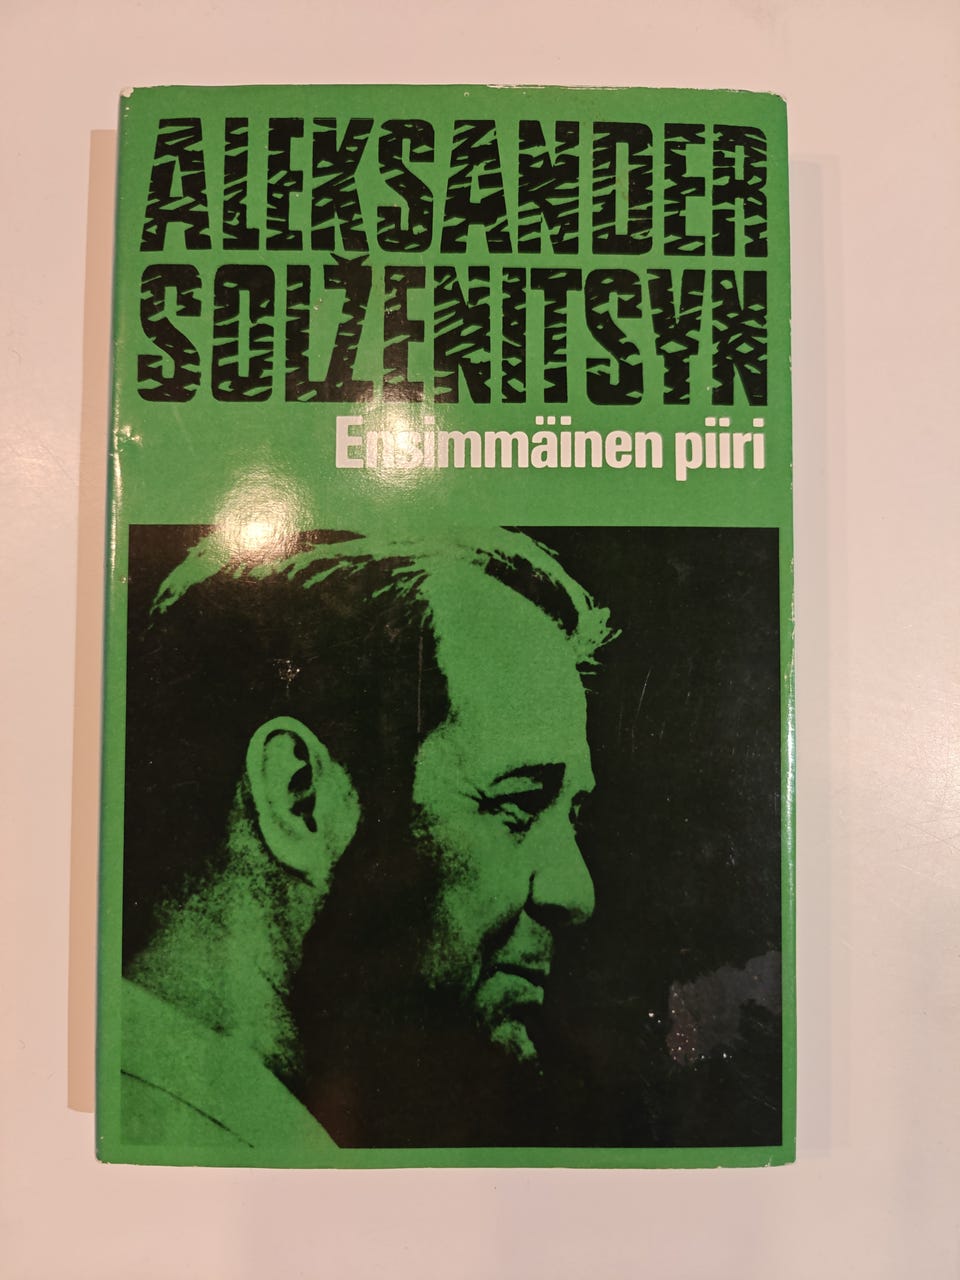 ALEKSANDER
SOLŽENITSYN
Ensimmäinen piiri